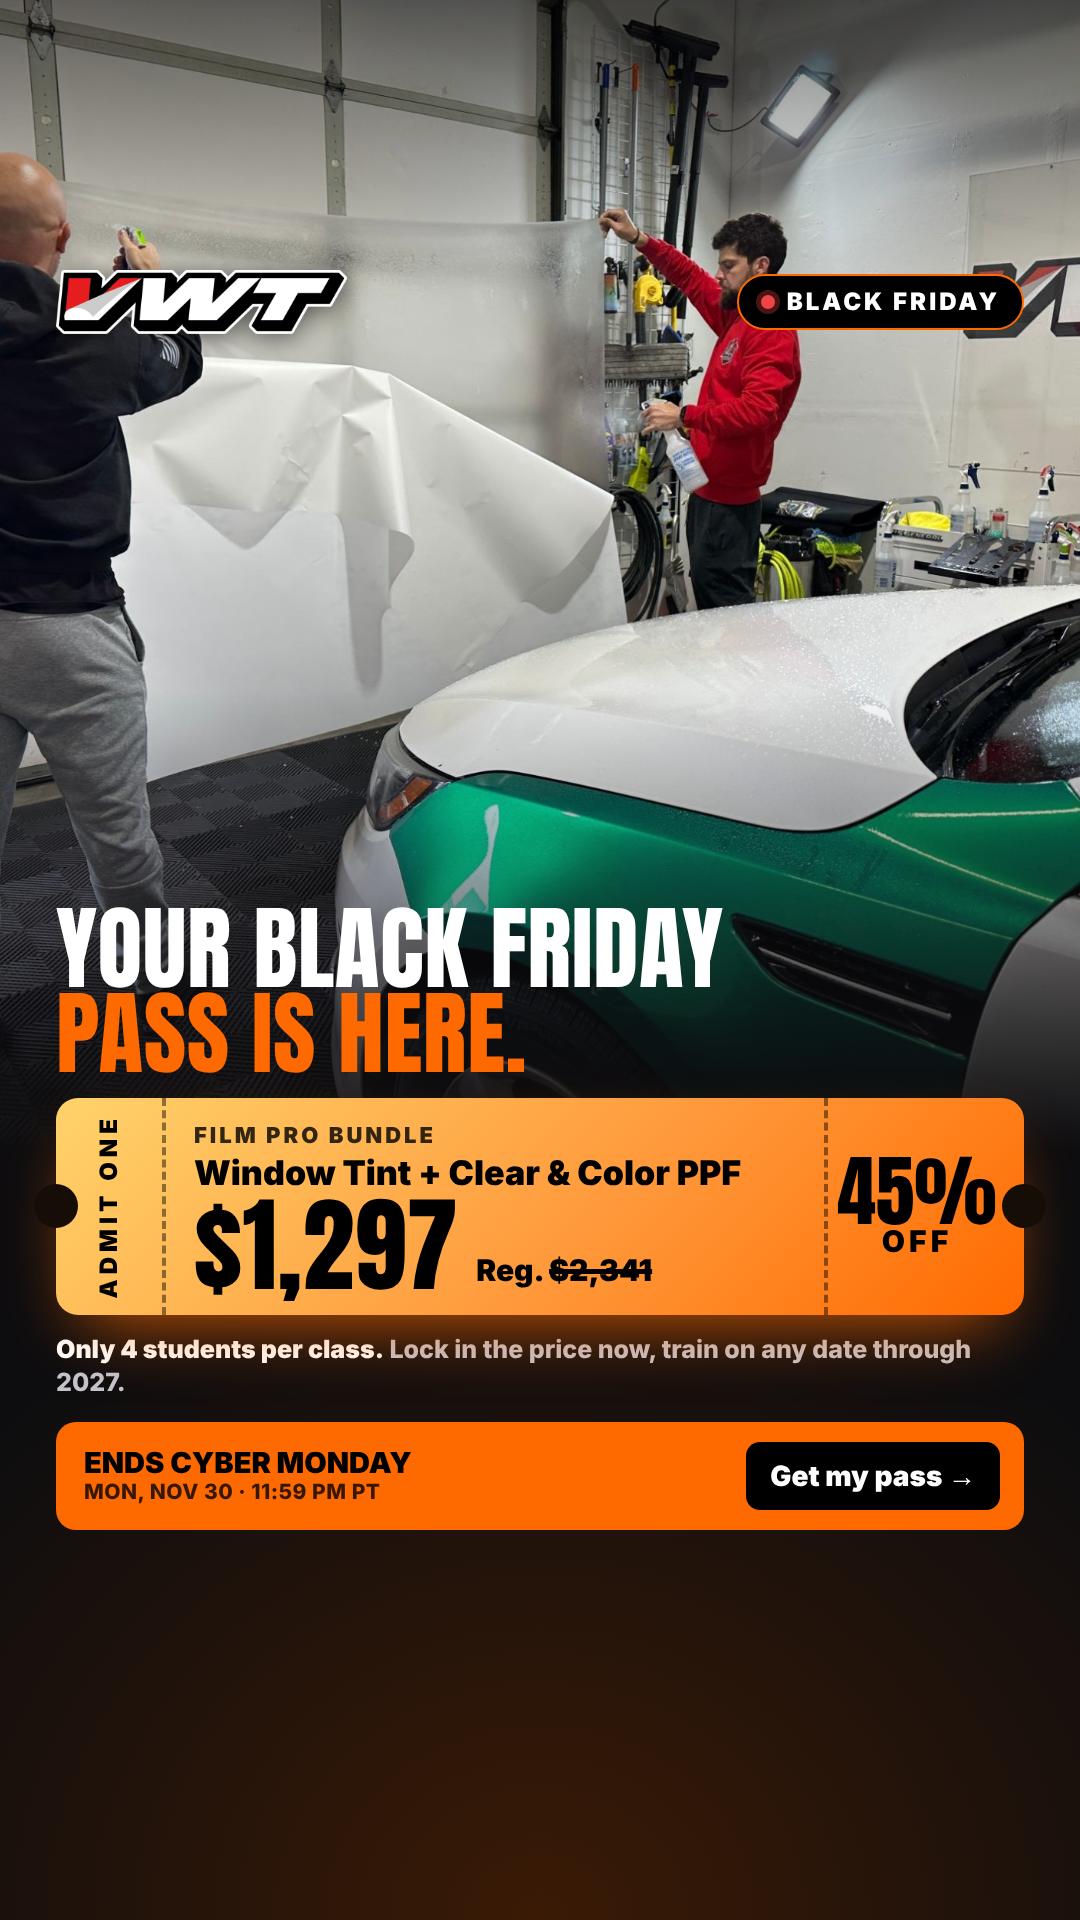 VWT
BLACK FRIDAY
YOUR BLACK FRIDAY
PASS IS HERE.
ADMIT ONE
FILM PRO BUNDLE
Window Tint + Clear & Color PPF
$1,297
Reg. $2,341
45%
OFF
Only 4 students per class. Lock in the price now, train on any date through
2027.
ENDS CYBER MONDAY
MON, NOV 30 · 11:59 PM PT
Get my pass →